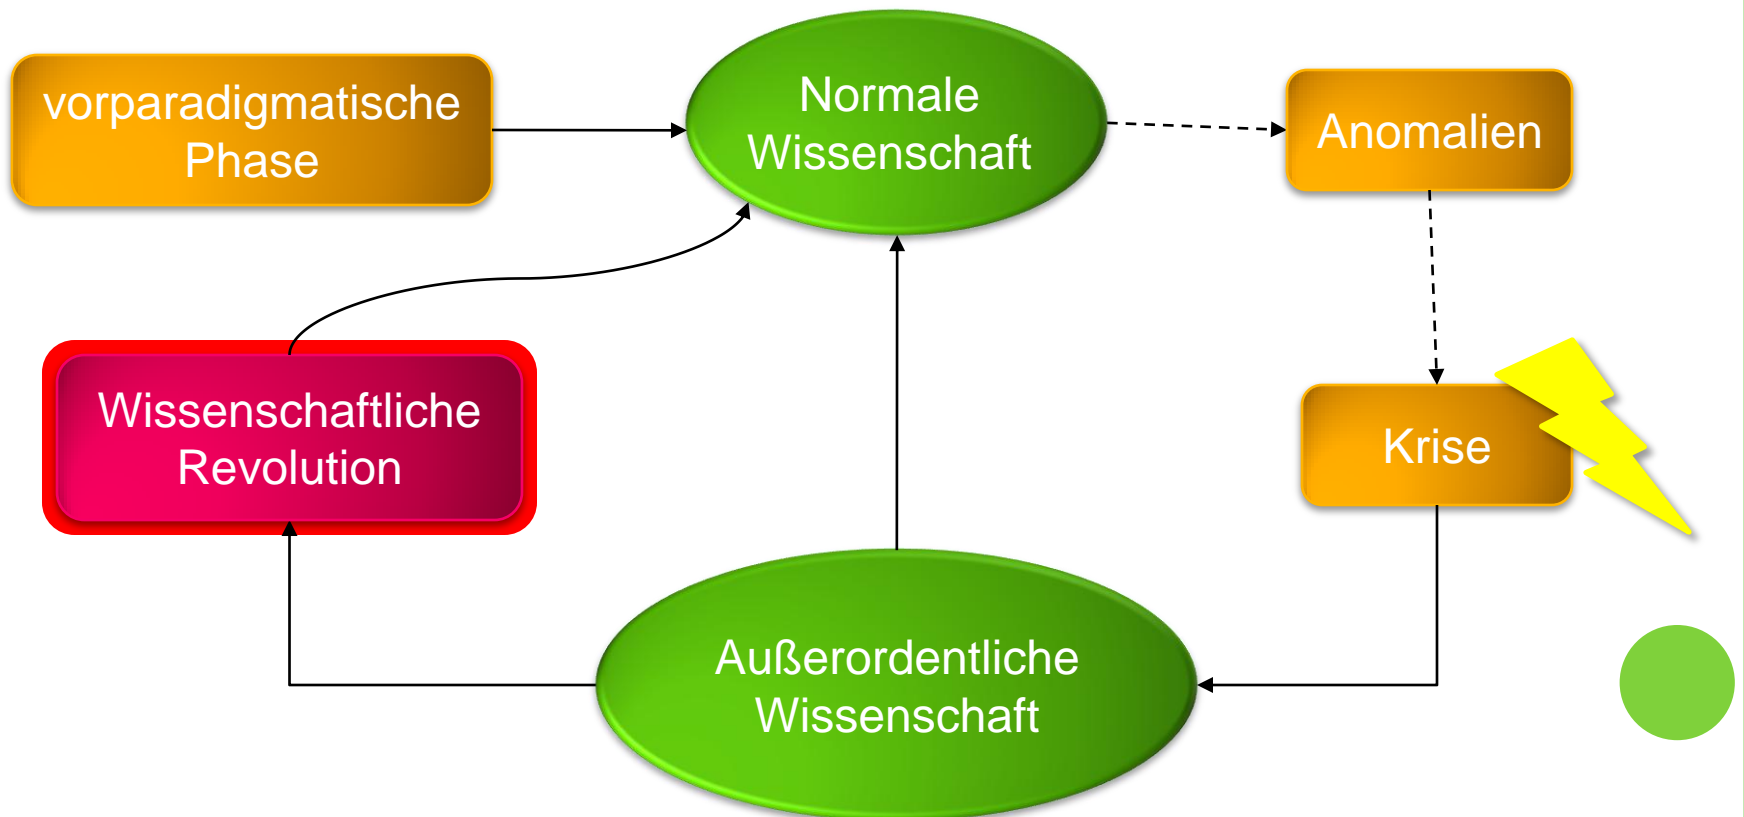 vorparadigmatische
Phase
Normale
Wissenschaft
Anomalien
Wissenschaftliche
Revolution
Krise
Außerordentliche
Wissenschaft